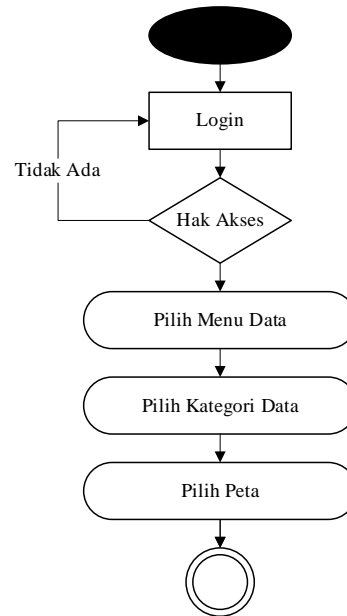 Login
Tidak Ada
Hak Akses
Pilih Menu Data
Pilih Kategori Data
Pilih Peta